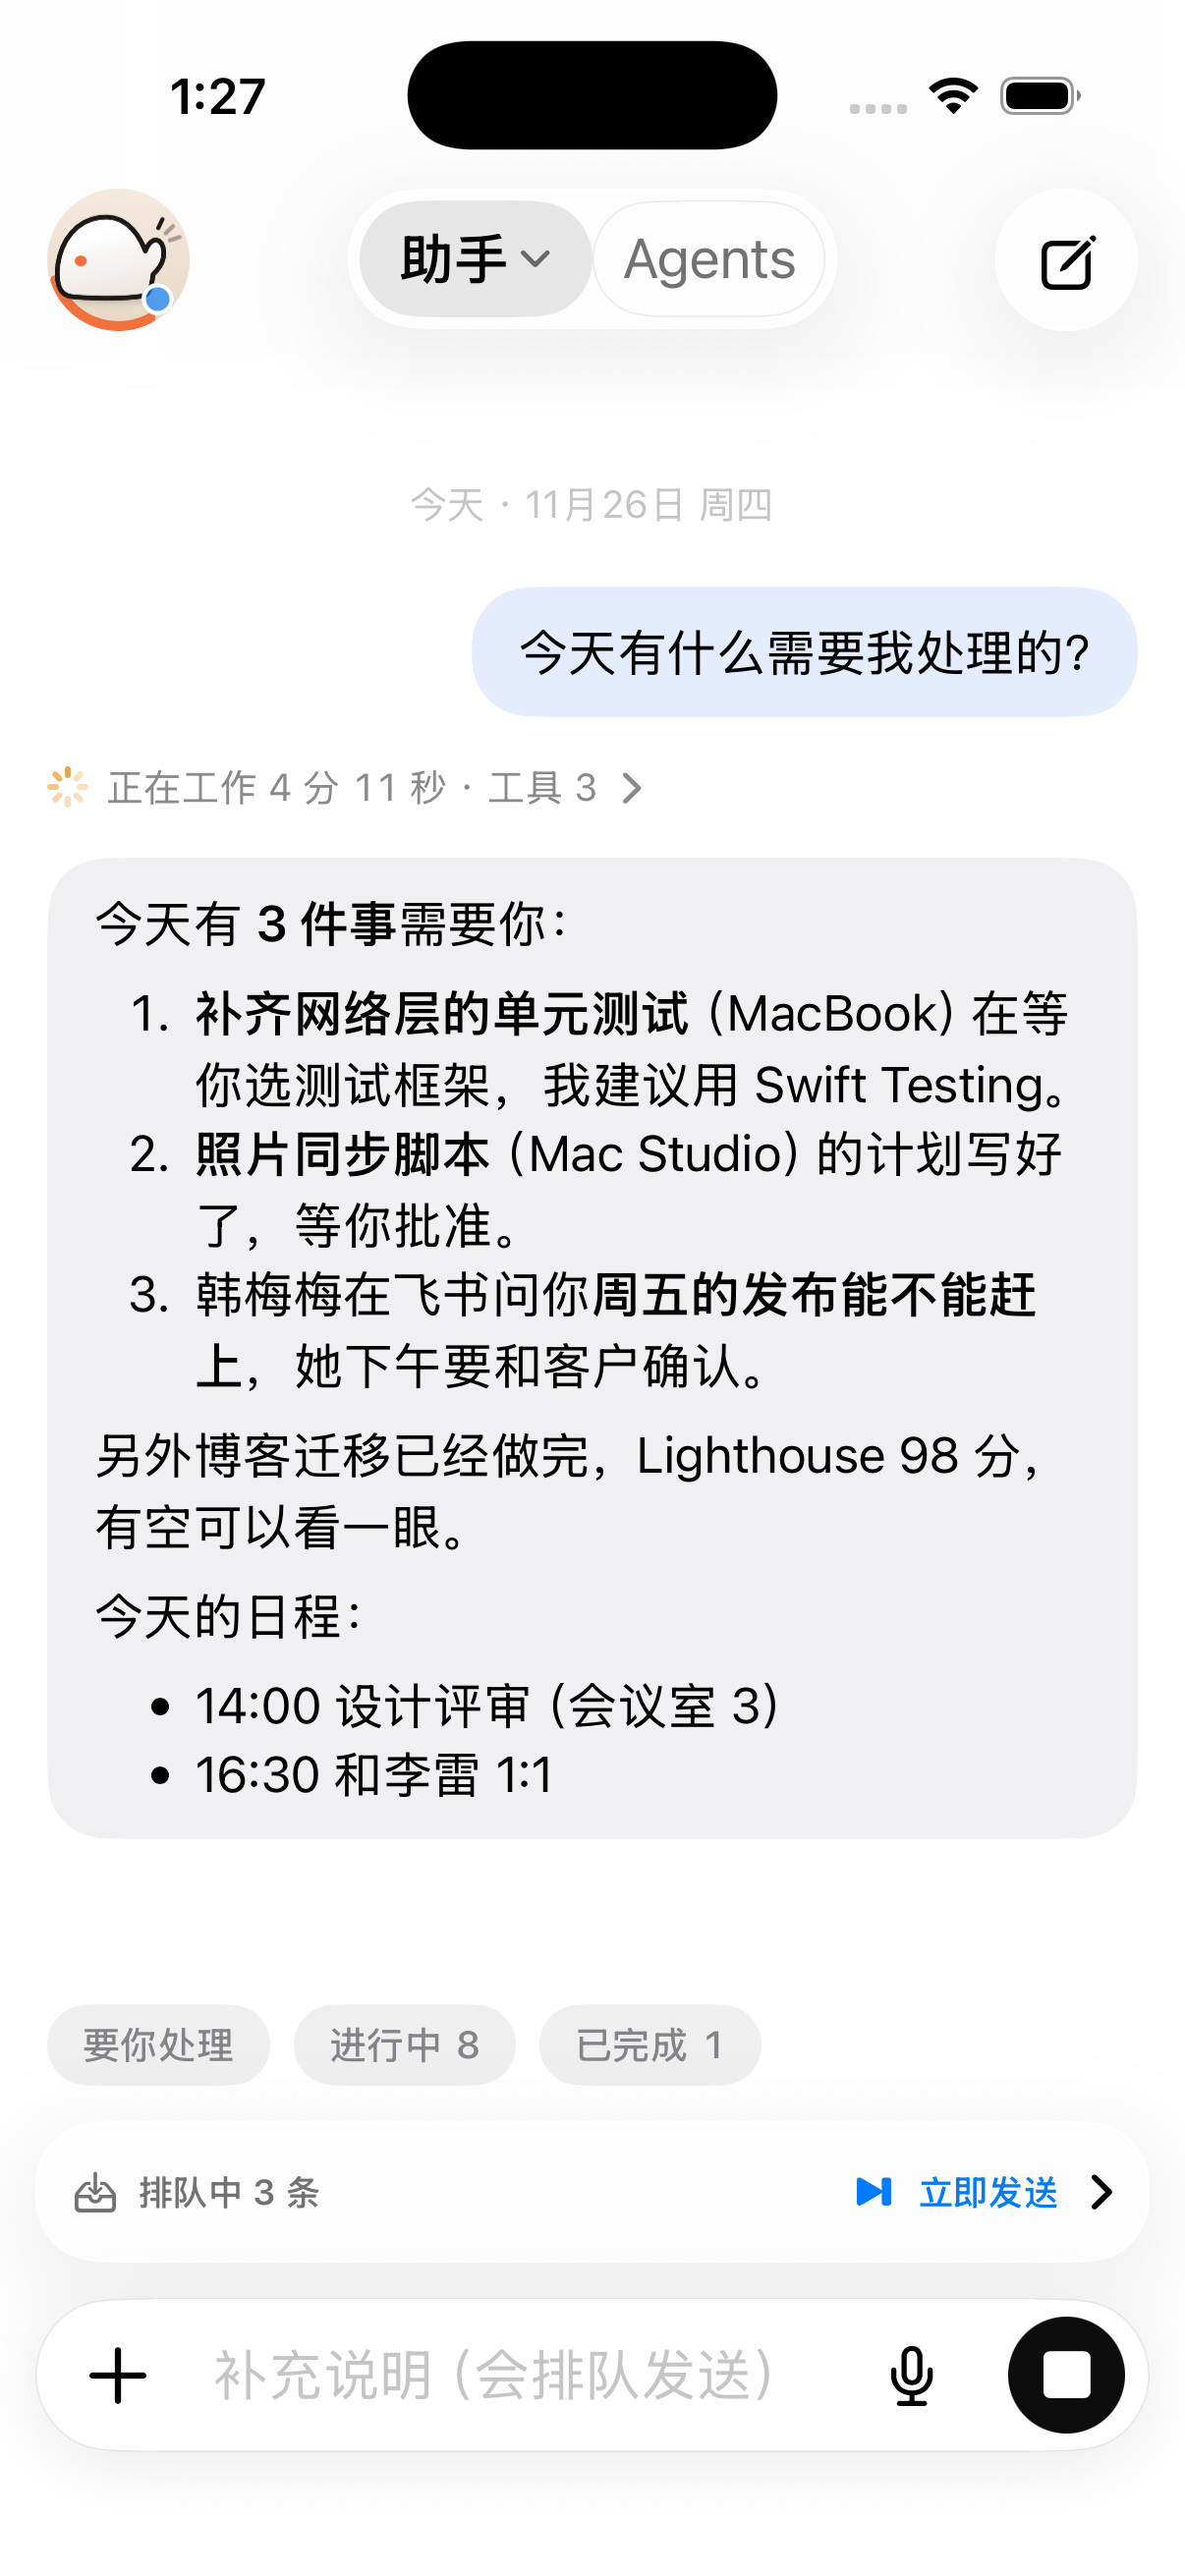 1:27
助手
Agents
今天 · 11月26日 周四
今天有什么需要我处理的?
正在工作 4 分 11 秒 · 工具 3
今天有 3 件事需要你：
1. 补齐网络层的单元测试（MacBook）在等
你选测试框架，我建议用 Swift Testing。
2. 照片同步脚本（Mac Studio）的计划写好
了，等你批准。
3. 韩梅梅在飞书问你周五的发布能不能赶
上，她下午要和客户确认。
另外博客迁移已经做完，Lighthouse 98 分，
有空可以看一眼。
今天的日程：
• 14:00 设计评审（会议室 3）
• 16:30 和李雷 1:1
要你处理
进行中 8
已完成 1
排队中 3 条
立即发送
补充说明（会排队发送）